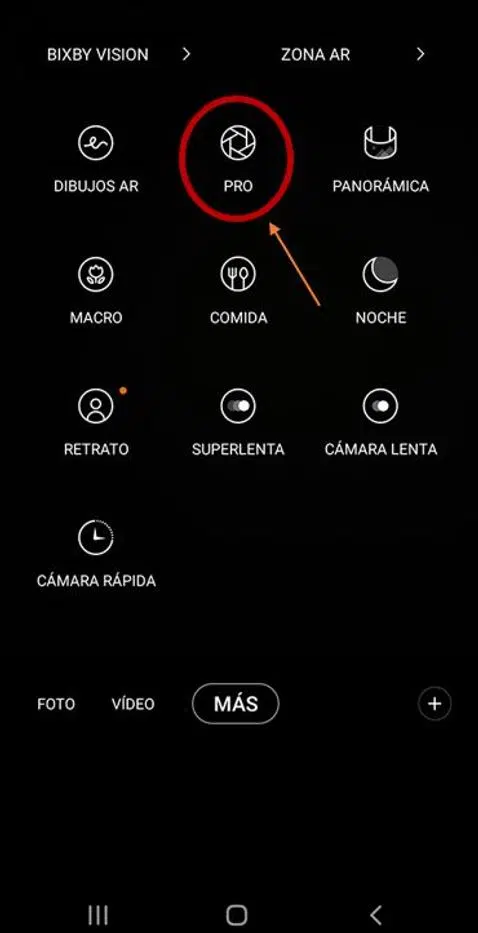 BIXBY VISION
ZONA AR
DIBUJOS AR
PRO
PANORÁMICA
MACRO
COMIDA
NOCHE
RETRATO
SUPERLENTA
CÁMARA LENTA
CÁMARA RÁPIDA
FOTO
VÍDEO
MÁS